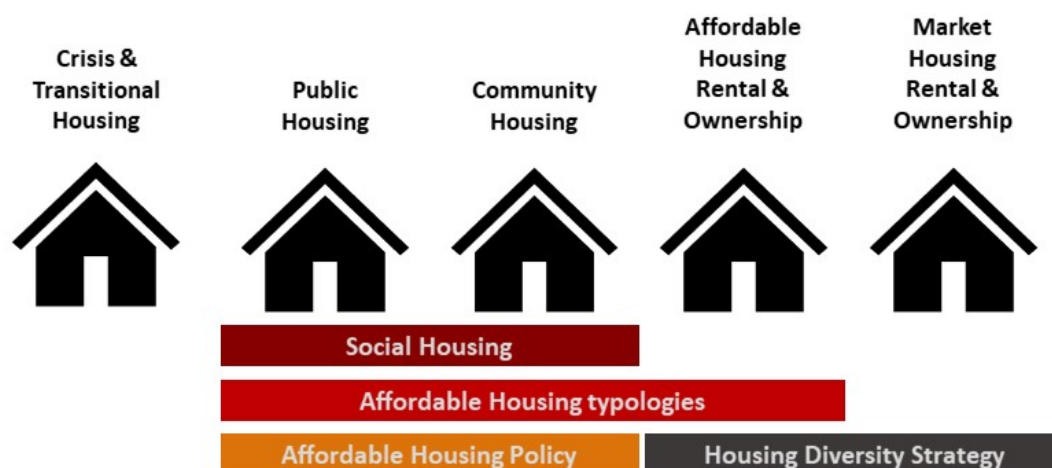 Crisis &
Transitional
Housing
Public
Housing
Community
Housing
Affordable
Housing
Rental &
Ownership
Market
Housing
Rental &
Ownership
Social Housing
Affordable Housing typologies
Affordable Housing Policy
Housing Diversity Strategy